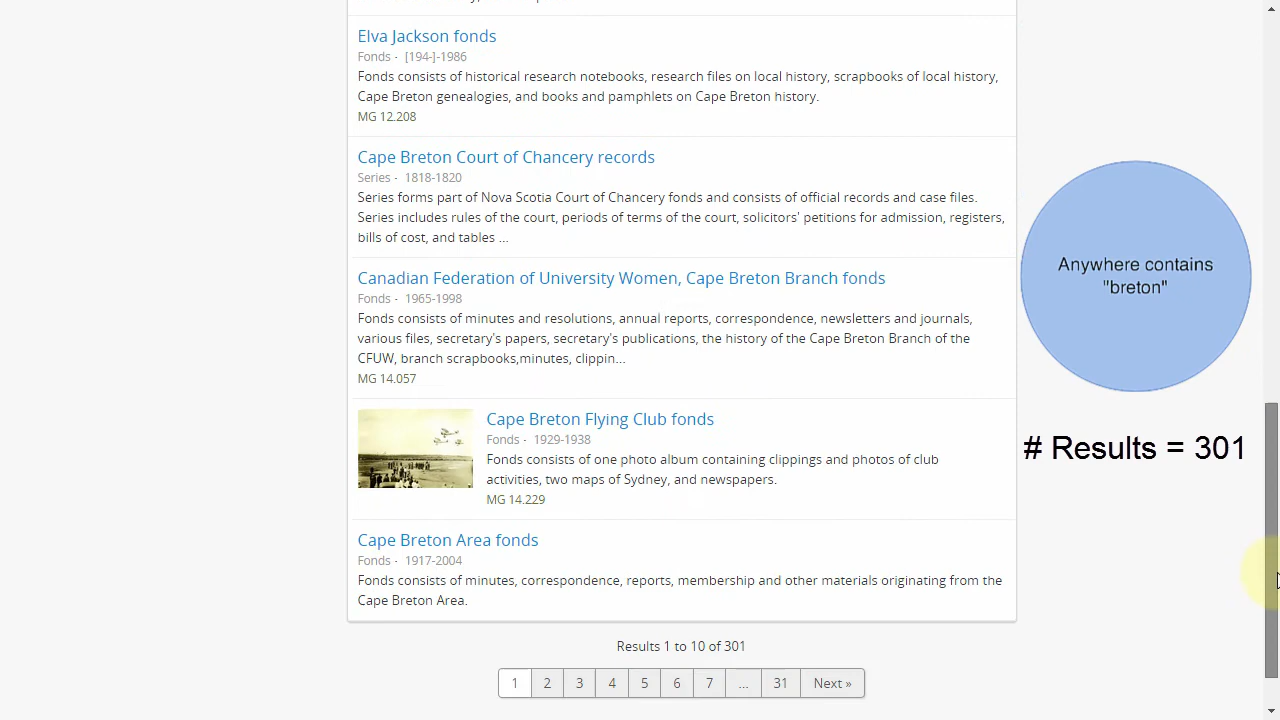 Elva Jackson fonds
Fonds - [194-]-1986
Fonds consists of historical research notebooks, research files on local history, scrapbooks of local history,
Cape Breton genealogies, and books and pamphlets on Cape Breton history.
MG 12.208
Cape Breton Court of Chancery records
Series - 1818-1820
Series forms part of Nova Scotia Court of Chancery fonds and consists of official records and case files.
Series includes rules of the court, periods of terms of the court, solicitors' petitions for admission, registers,
bills of cost, and tables ...
Canadian Federation of University Women, Cape Breton Branch fonds
Fonds - 1965-1998
Fonds consists of minutes and resolutions, annual reports, correspondence, newsletters and journals,
various files, secretary's papers, secretary's publications, the history of the Cape Breton Branch of the
CFUW, branch scrapbooks,minutes, clippin...
MG 14.057
Cape Breton Flying Club fonds
Fonds - 1929-1938
Fonds consists of one photo album containing clippings and photos of club
activities, two maps of Sydney, and newspapers.
MG 14.229
Cape Breton Area fonds
Fonds - 1917-2004
Fonds consists of minutes, correspondence, reports, membership and other materials originating from the
Cape Breton Area.
Results 1 to 10 of 301
1 2 3 4 5 6 7 ... 31 Next »
Anywhere contains
"breton"
# Results = 301